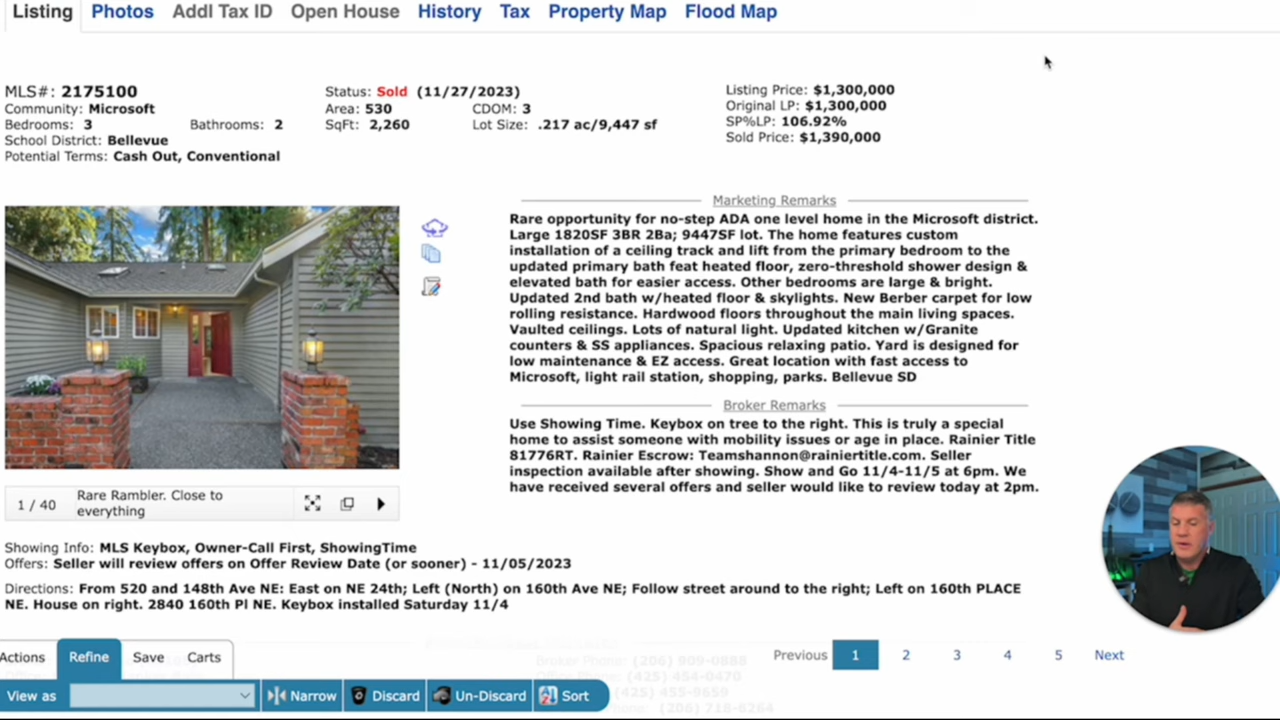 Listing Photos Addl Tax ID Open House History Tax Property Map Flood Map
MLS#: 2175100
Community: Microsoft
Bedrooms: 3 Bathrooms: 2
School District: Bellevue
Potential Terms: Cash Out, Conventional
Status: Sold (11/27/2023)
Area: 530 CDOM: 3
SqFt: 2,260 Lot Size: .217 ac/9,447 sf
Listing Price: $1,300,000
Original LP: $1,300,000
SP%LP: 106.92%
Sold Price: $1,390,000
Marketing Remarks
Rare opportunity for no-step ADA one level home in the Microsoft district.
Large 1820SF 3BR 2Ba; 9447SF lot. The home features custom
installation of a ceiling track and lift from the primary bedroom to the
updated primary bath feat heated floor, zero-threshold shower design &
elevated bath for easier access. Other bedrooms are large & bright.
Updated 2nd bath w/heated floor & skylights. New Berber carpet for low
rolling resistance. Hardwood floors throughout the main living spaces.
Vaulted ceilings. Lots of natural light. Updated kitchen w/Granite
counters & SS appliances. Spacious relaxing patio. Yard is designed for
low maintenance & EZ access. Great location with fast access to
Microsoft, light rail station, shopping, parks. Bellevue SD
Broker Remarks
Use Showing Time. Keybox on tree to the right. This is truly a special
home to assist someone with mobility issues or age in place. Rainier Title
81776RT. Rainier Escrow: Teamshannon@rainiertitle.com. Seller
inspection available after showing. Show and Go 11/4-11/5 at 6pm. We
have received several offers and seller would like to review today at 2pm.
1 / 40 Rare Rambler. Close to
everything
Showing Info: MLS Keybox, Owner-Call First, ShowingTime
Offers: Seller will review offers on Offer Review Date (or sooner) - 11/05/2023
Directions: From 520 and 148th Ave NE: East on NE 24th; Left (North) on 160th Ave NE; Follow street around to the right; Left on 160th PLACE
NE. House on right. 2840 160th Pl NE. Keybox installed Saturday 11/4
Actions Refine Save Carts
Previous 1 2 3 4 5 Next
View as Narrow Discard Un-Discard Sort